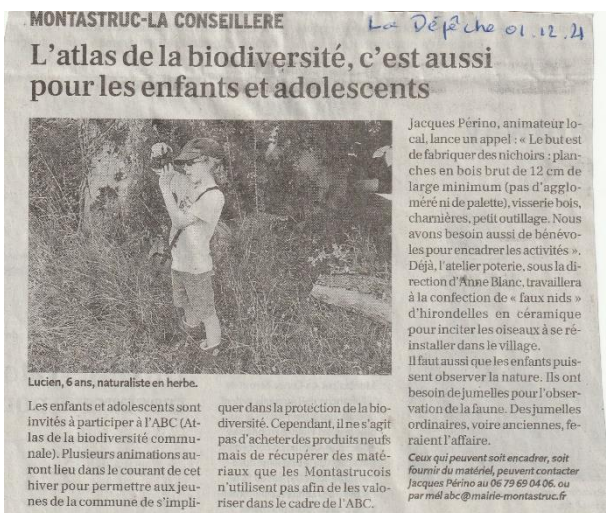 MONTASTRUC-LA CONSEILLERE
La Dépêche 01.12.21
L’atlas de la biodiversité, c’est aussi
pour les enfants et adolescents
Lucien, 6 ans, naturaliste en herbe.
Les enfants et adolescents sont
invités à participer à l’ABC (At-
las de la biodiversité commu-
nale). Plusieurs animations au-
ront lieu dans le courant de cet
hiver pour permettre aux jeu-
nes de la commune de s’impli-
quer dans la protection de la bio-
diversité. Cependant, il ne s’agit
pas d’acheter des produits neufs
mais de récupérer des maté-
riaux que les Montastrucois
n’utilisent pas afin de les valo-
riser dans le cadre de l’ABC.
Jacques Périno, animateur lo-
cal, lance un appel : « Le but est
de fabriquer des nichoirs : plan-
ches en bois brut de 12 cm de
large minimum (pas d’agglo-
méré ni de palette), visserie bois,
charnières, petit outillage. Nous
avons besoin aussi de bénévo-
les pour encadrer les activités ».
Déjà, l’atelier poterie, sous la di-
rection d’Anne Blanc, travaillera
à la confection de « faux nids »
d’hirondelles en céramique
pour inciter les oiseaux à se ré-
installer dans le village.
Il faut aussi que les enfants puis-
sent observer la nature. Ils ont
besoin de jumelles pour l’obser-
vation de la faune. Des jumelles
ordinaires, voire anciennes, fe-
raient l’affaire.
Ceux qui peuvent soit encadrer, soit
fournir du matériel, peuvent contacter
Jacques Périno au 06 79 69 04 06. ou
par mél abc@mairie-montastruc.fr